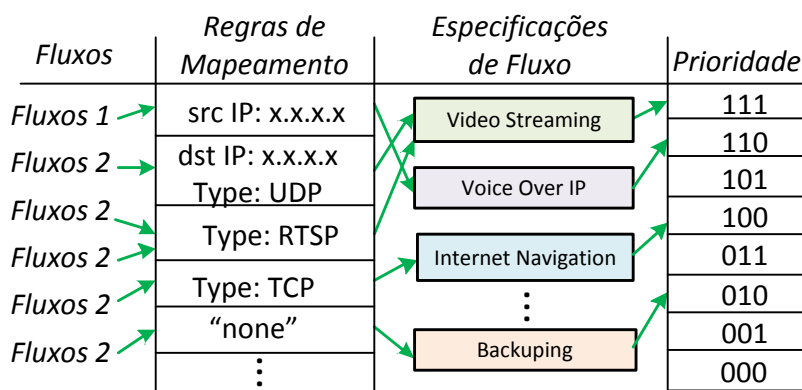 Fluxos
Regras de
Mapeamento
Especificações
de Fluxo
Prioridade
Fluxos 1
Fluxos 2
Fluxos 2
Fluxos 2
Fluxos 2
Fluxos 2
src IP: x.x.x.x
dst IP: x.x.x.x
Type: UDP
Type: RTSP
Type: TCP
“none”
Video Streaming
Voice Over IP
Internet Navigation
Backuping
111
110
101
100
011
010
001
000